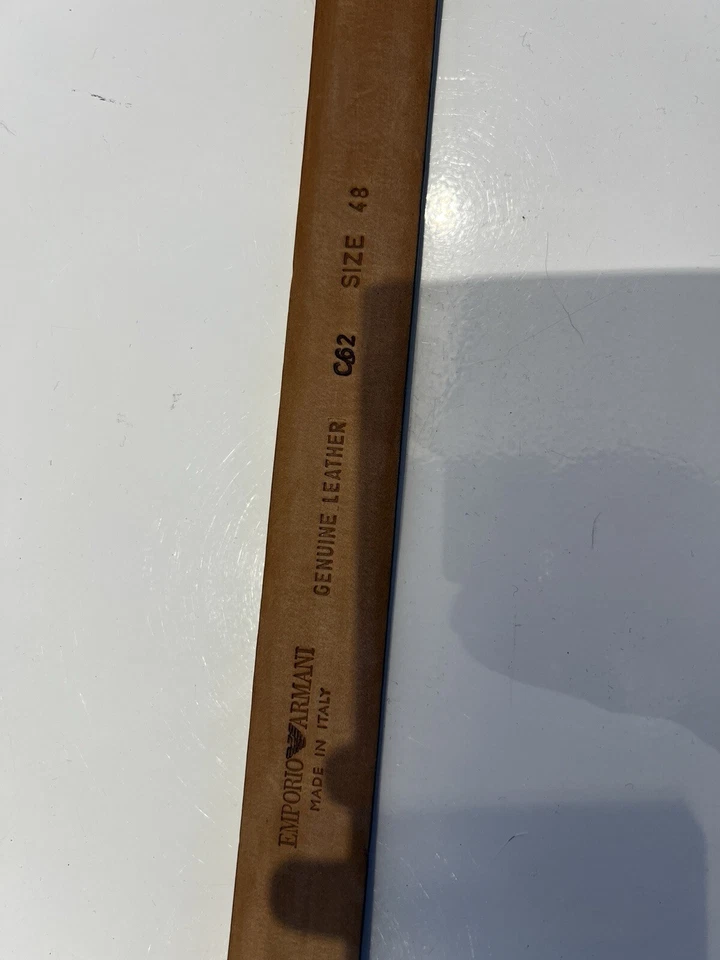 EMPORIO ARMANI
MADE IN ITALY
GENUINE LEATHER
C62
SIZE 48